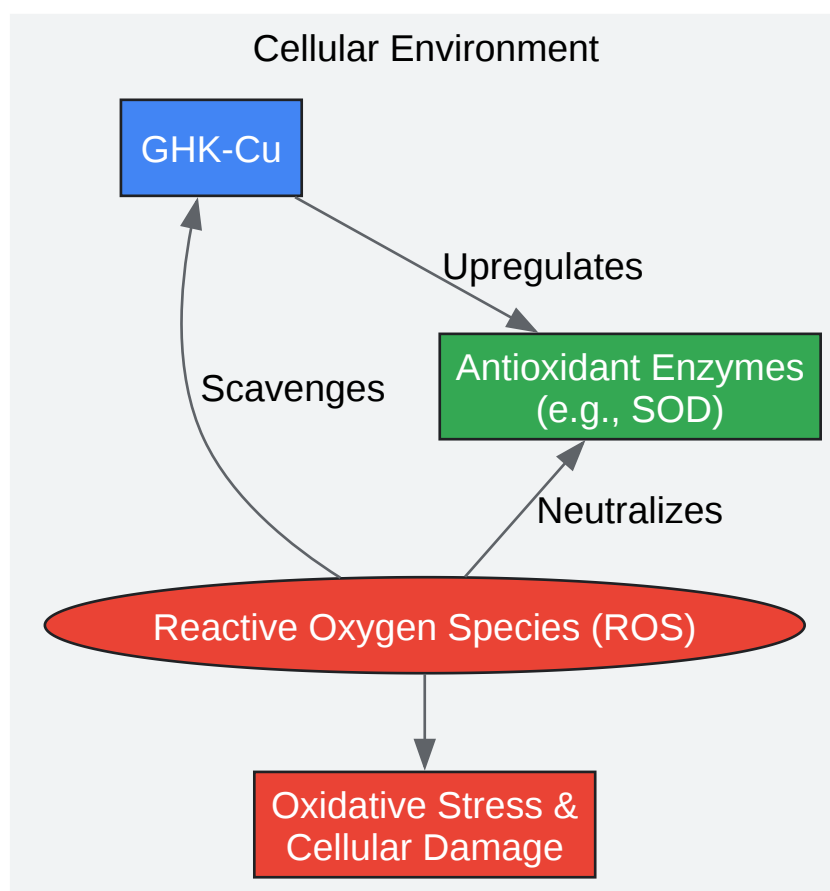 Cellular Environment
GHK-Cu
Upregulates
Antioxidant Enzymes
(e.g., SOD)
Scavenges
Neutralizes
Reactive Oxygen Species (ROS)
Oxidative Stress &
Cellular Damage